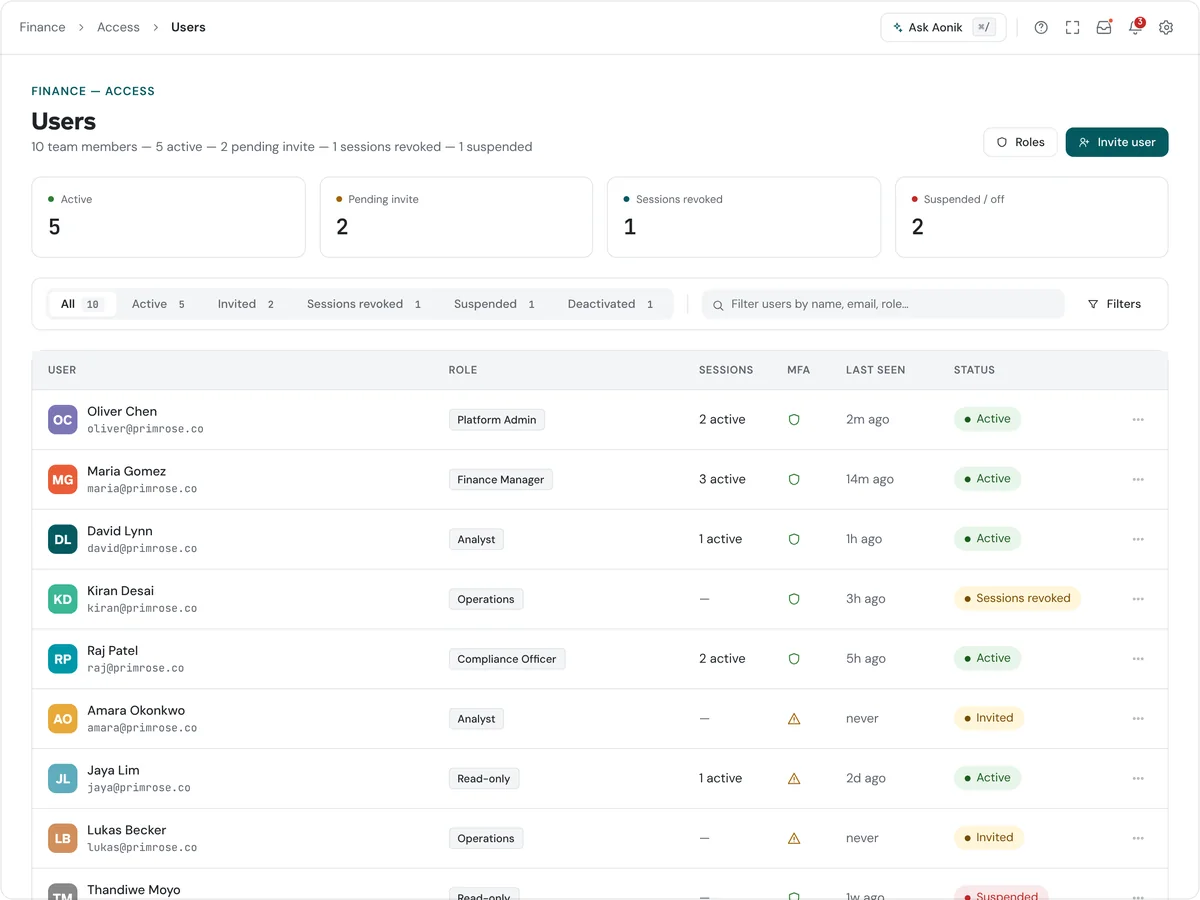 Finance > Access > Users
Ask Aonik ⌘/
3
FINANCE — ACCESS
Users
10 team members — 5 active — 2 pending invite — 1 sessions revoked — 1 suspended
Roles
Invite user
Active
5
Pending invite
2
Sessions revoked
1
Suspended / off
2
All 10 Active 5 Invited 2 Sessions revoked 1 Suspended 1 Deactivated 1
Filter users by name, email, role…
Filters
USER ROLE SESSIONS MFA LAST SEEN STATUS
OC Oliver Chen
oliver@primrose.co
Platform Admin 2 active 2m ago Active
MG Maria Gomez
maria@primrose.co
Finance Manager 3 active 14m ago Active
DL David Lynn
david@primrose.co
Analyst 1 active 1h ago Active
KD Kiran Desai
kiran@primrose.co
Operations — 3h ago Sessions revoked
RP Raj Patel
raj@primrose.co
Compliance Officer 2 active 5h ago Active
AO Amara Okonkwo
amara@primrose.co
Analyst — never Invited
JL Jaya Lim
jaya@primrose.co
Read-only 1 active 2d ago Active
LB Lukas Becker
lukas@primrose.co
Operations — never Invited
TM Thandiwe Moyo
Read-only — 1w ago Suspended